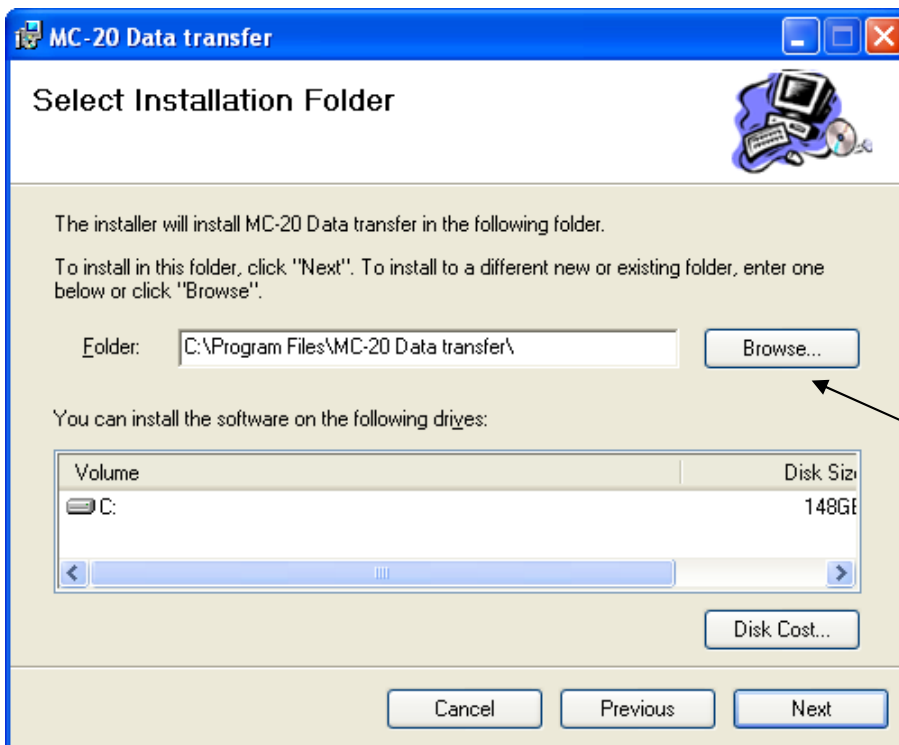 MC-20 Data transfer
Select Installation Folder
The installer will install MC-20 Data transfer in the following folder.
To install in this folder, click "Next". To install to a different new or existing folder, enter one
below or click "Browse".
Folder: C:\Program Files\MC-20 Data transfer\ Browse...
You can install the software on the following drives:
Volume Disk Siz
C: 148GB
Disk Cost...
Cancel Previous Next